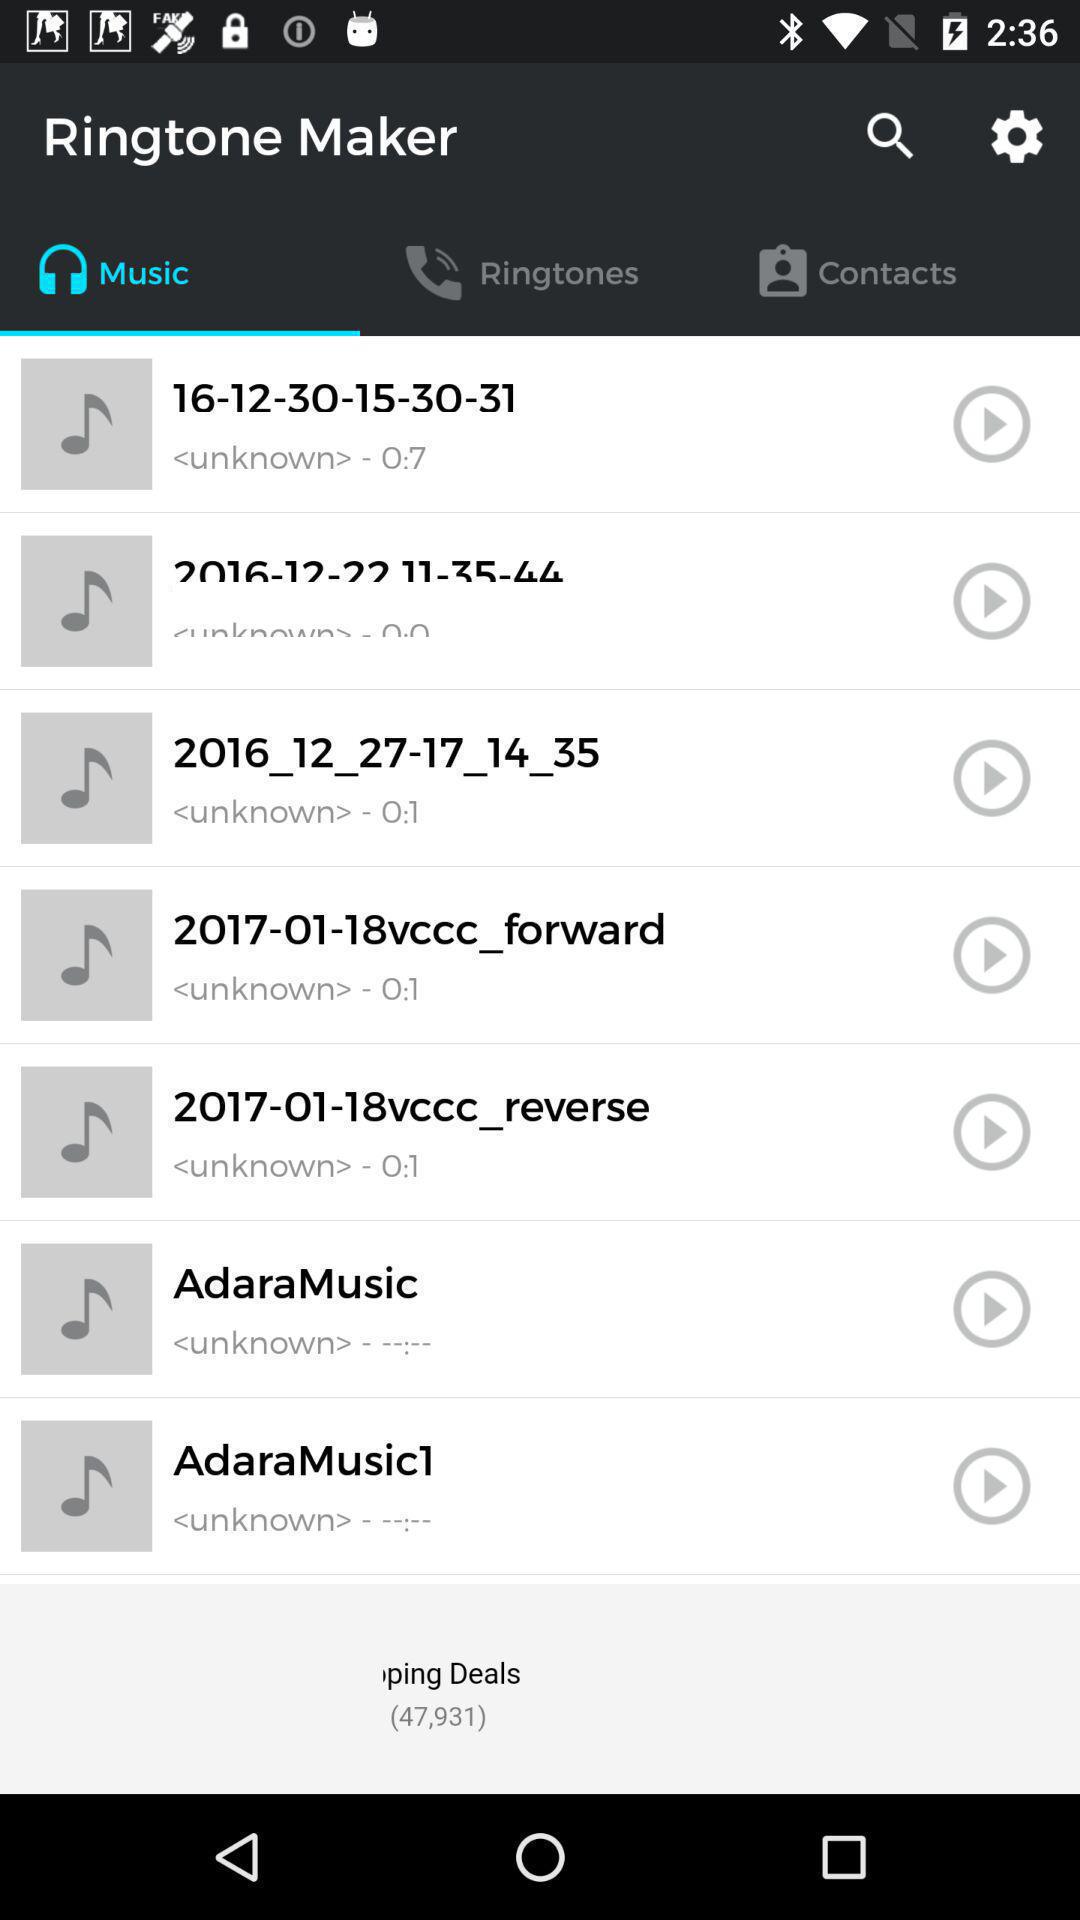 FAKE
2:36
Ringtone Maker
Music
Ringtones
Contacts
16-12-30-15-30-31
<unknown> - 0:7
2016-12-22 11-35-44
<unknown> - 0:0
2016_12_27-17_14_35
<unknown> - 0:1
2017-01-18vccc_forward
<unknown> - 0:1
2017-01-18vccc_reverse
<unknown> - 0:1
AdaraMusic
<unknown> - --:--
AdaraMusic1
<unknown> - --:--
Deals
(47,931)